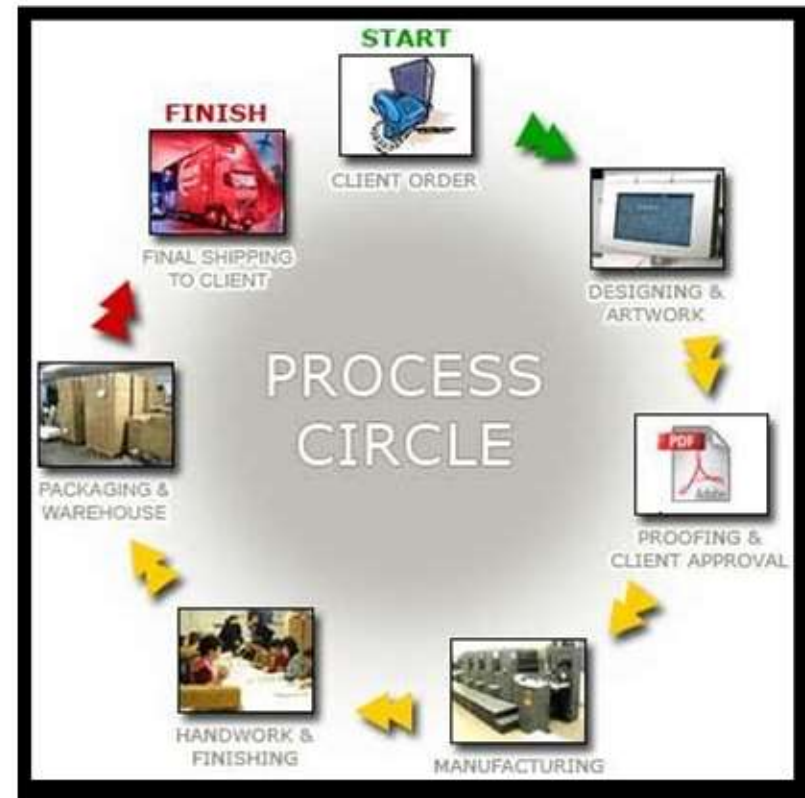 START
CLIENT ORDER
DESIGNING &
ARTWORK
PDF
Adobe
PROOFING &
CLIENT APPROVAL
MANUFACTURING
HANDWORK &
FINISHING
PACKAGING &
WAREHOUSE
FINISH
FINAL SHIPPING
TO CLIENT
PROCESS
CIRCLE